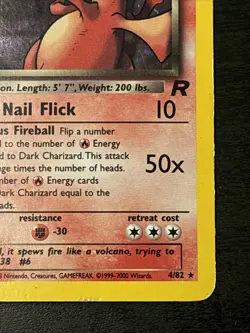 on. Length: 5' 7", Weight: 200 lbs.
R
Nail Flick 10
us Fireball Flip a number
l to the number of Energy
to Dark Charizard. This attack
age times the number of heads. 50x
mber of Energy cards
Dark Charizard equal to the
heads.
resistance retreat cost
-30
l, it spews fire like a volcano, trying to
38 #6
Nintendo, Creatures, GAMEFREAK. ©1999-2000 Wizards. 4/82 ★